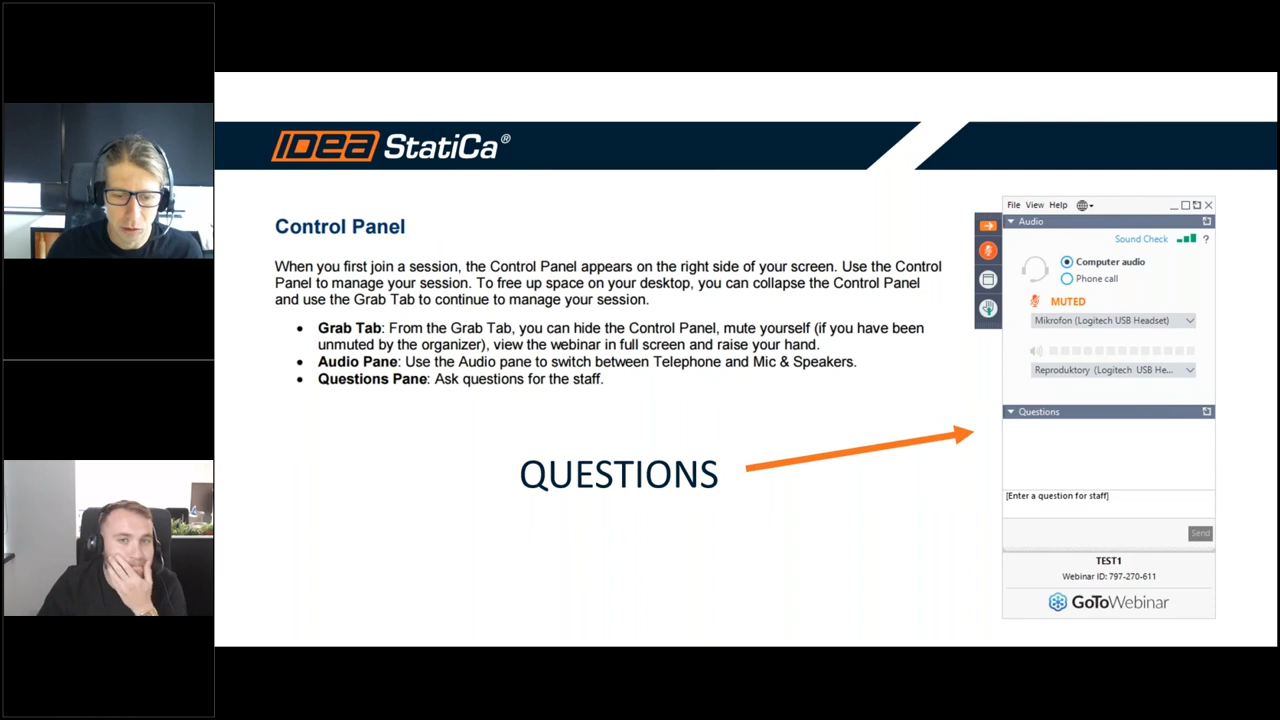 IDEA StatiCa®
Control Panel
When you first join a session, the Control Panel appears on the right side of your screen. Use the Control
Panel to manage your session. To free up space on your desktop, you can collapse the Control Panel
and use the Grab Tab to continue to manage your session.
• Grab Tab: From the Grab Tab, you can hide the Control Panel, mute yourself (if you have been
unmuted by the organizer), view the webinar in full screen and raise your hand.
• Audio Pane: Use the Audio pane to switch between Telephone and Mic & Speakers.
• Questions Pane: Ask questions for the staff.
QUESTIONS
File View Help
Audio
Sound Check ?
Computer audio
Phone call
MUTED
Mikrofon (Logitech USB Headset)
Reproduktory (Logitech USB He...
Questions
[Enter a question for staff]
Send
TEST1
Webinar ID: 797-270-611
GoToWebinar